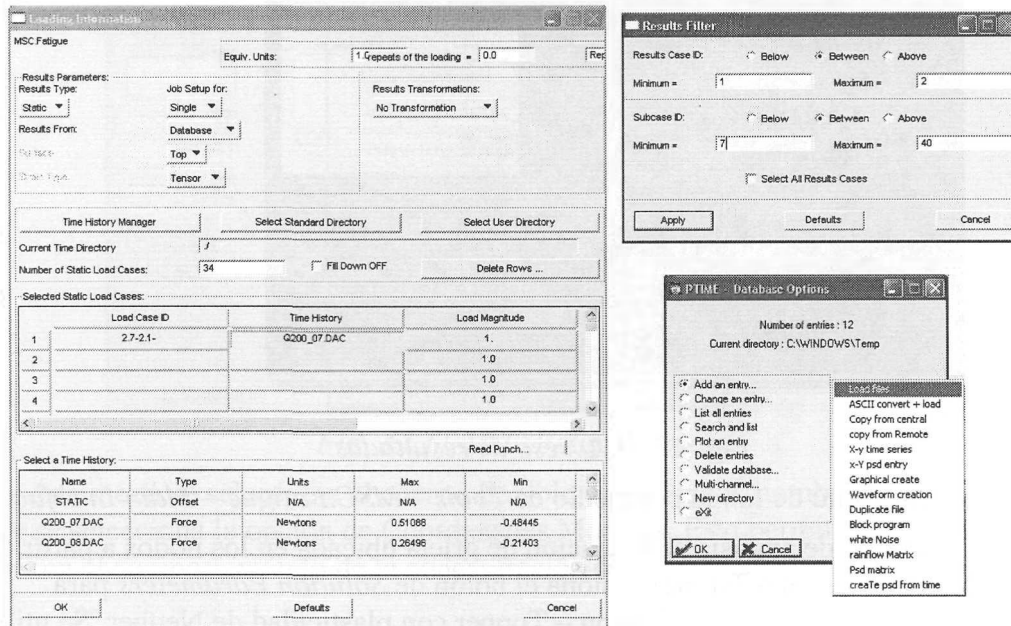 Loading Information
MSC Fatigue
Equiv. Units: 1.0 repeats of the loading = 0.0 Rep
Results Parameters:
Results Type: Job Setup for: Results Transformations:
Static Single No Transformation
Results From: Database
Surface: Top
Strain Type: Tensor
Time History Manager Select Standard Directory Select User Directory
Current Time Directory ./
Number of Static Load Cases: 34 Fill Down OFF Delete Rows ...
Selected Static Load Cases:
Load Case ID Time History Load Magnitude
1 2.7-2.1- Q200_07.DAC 1.
2 1.0
3 1.0
4 1.0
Read Punch...
Select a Time History:
Name Type Units Max Min
STATIC Offset N/A N/A N/A
Q200_07.DAC Force Newtons 0.51088 -0.48445
Q200_08.DAC Force Newtons 0.26496 -0.21403
OK Defaults Cancel
Results Filter
Results Case ID: Below Between Above
Minimum = 1 Maximum = 2
Subcase ID: Below Between Above
Minimum = 7 Maximum = 40
Select All Results Cases
Apply Defaults Cancel
PTIME - Database Options
Number of entries : 12
Current directory : C:\WINDOWS\Temp
Add an entry...
Change an entry...
List all entries
Search and list
Plot an entry
Delete entries
Validate database...
Multi-channel...
New directory
eXit
OK Cancel
Load files
ASCII convert + load
Copy from central
copy from Remote
X-y time series
x-Y psd entry
Graphical create
Waveform creation
Duplicate file
Block program
white Noise
rainflow Matrix
Psd matrix
creaTe psd from time